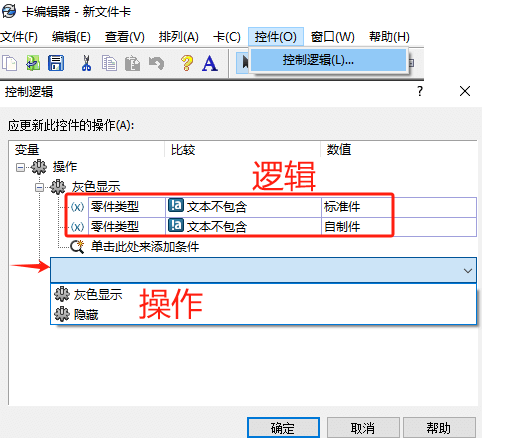 卡编辑器 - 新文件卡
文件(F) 编辑(E) 查看(V) 排列(A) 卡(C) 控件(O) 窗口(W) 帮助(H)
控制逻辑(L)...
控制逻辑
应更新此控件的操作(A):
变量 比较 数值
操作
灰色显示
逻辑
(x) 零件类型 !a 文本不包含 标准件
(x) 零件类型 !a 文本不包含 自制件
单击此处来添加条件
灰色显示
隐藏
操作
确定 取消 帮助